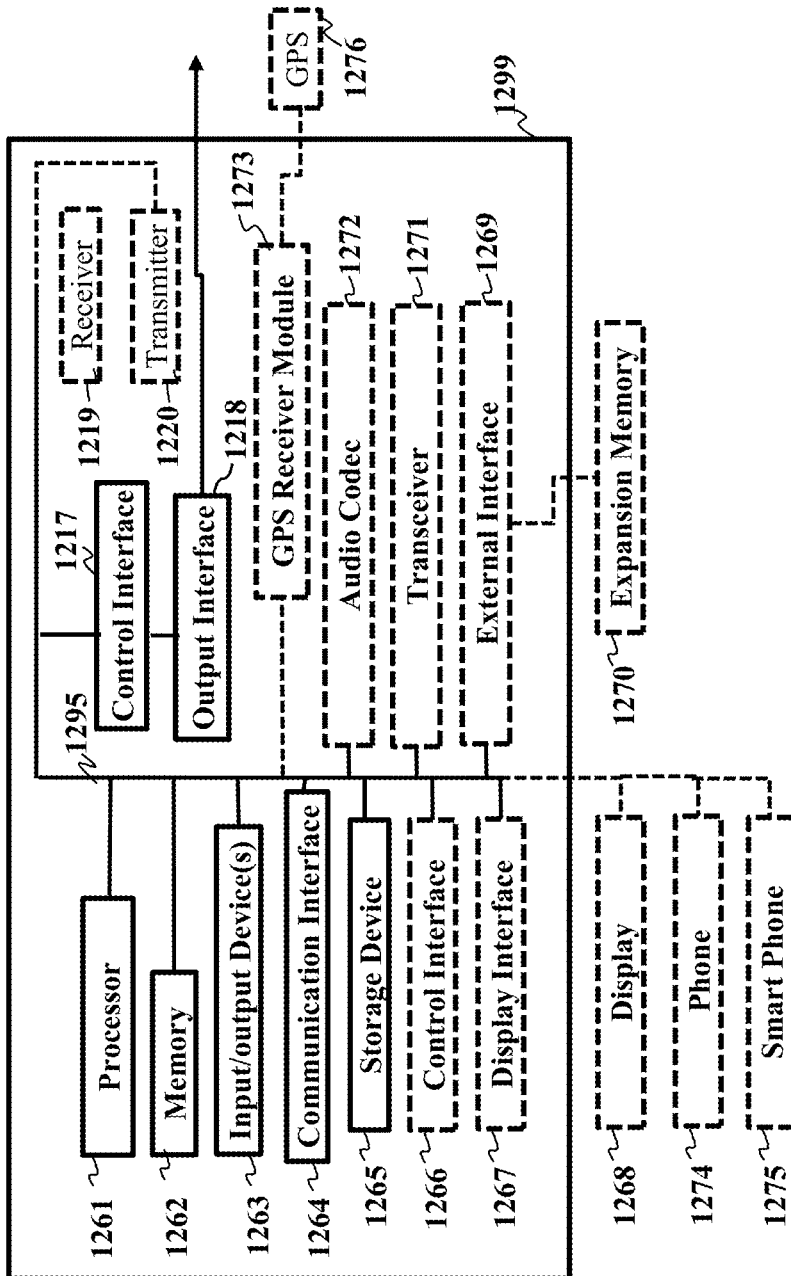 1299
1295
1261
Processor
1262
Memory
1263
Input/output Device(s)
1264
Communication Interface
1265
Storage Device
1266
Control Interface
1267
Display Interface
1217
Control Interface
Output Interface
1218
1219
Receiver
1220
Transmitter
GPS Receiver Module
1273
Audio Codec
1272
Transceiver
1271
External Interface
1269
GPS
1276
1268
Display
1274
Phone
1275
Smart Phone
1270
Expansion Memory